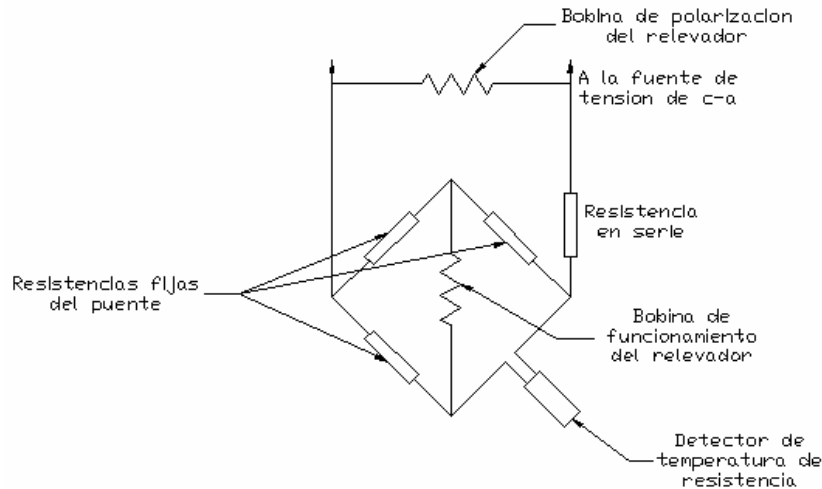 Bobina de polarizacion
del relevador
A la fuente de
tension de c-a
Resistencia
en serie
Resistencias fijas
del puente
Bobina de
funcionamiento
del relevador
Detector de
temperatura de
resistencia